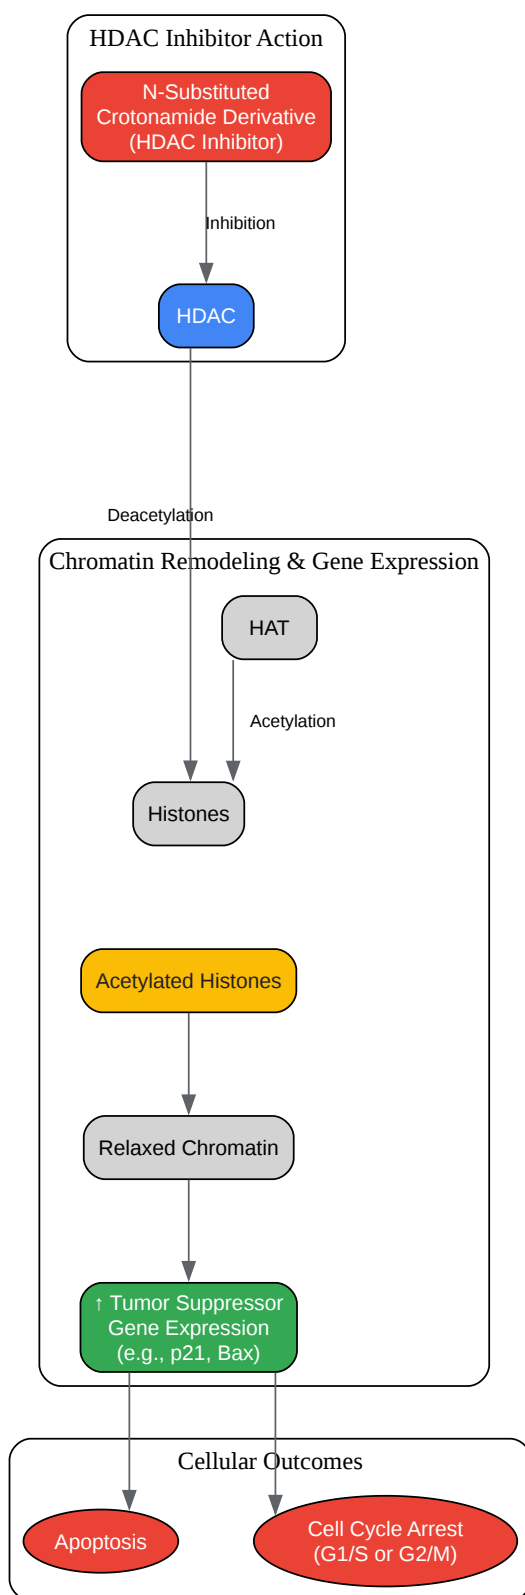 HDAC Inhibitor Action
N-Substituted
Crotonamide Derivative
(HDAC Inhibitor)
Inhibition
HDAC
Deacetylation
Chromatin Remodeling & Gene Expression
HAT
Acetylation
Histones
Acetylated Histones
Relaxed Chromatin
↑ Tumor Suppressor
Gene Expression
(e.g., p21, Bax)
Cellular Outcomes
Apoptosis
Cell Cycle Arrest
(G1/S or G2/M)